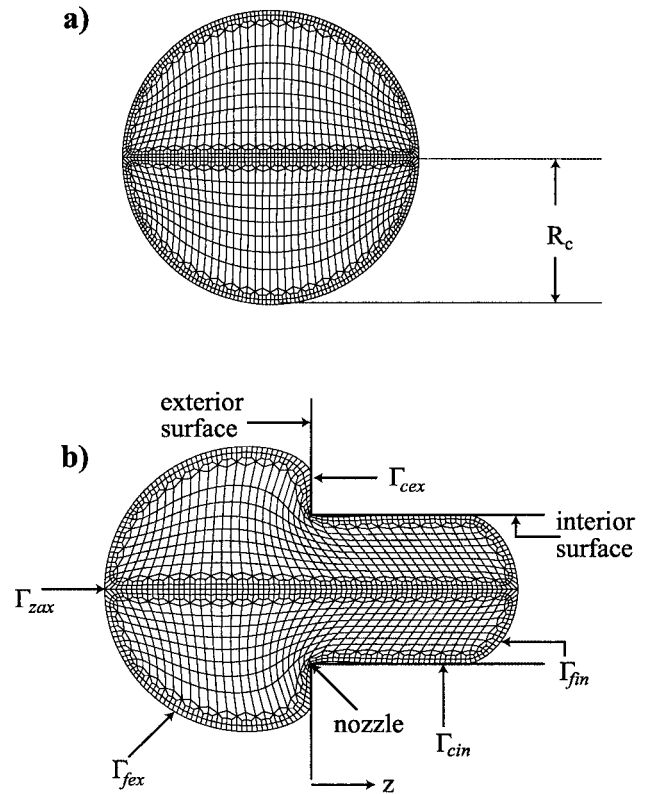 a)
R_c
exterior
surface
b)
Γ_cex
interior
surface
Γ_zax
Γ_fin
nozzle
Γ_cin
Γ_fex
z